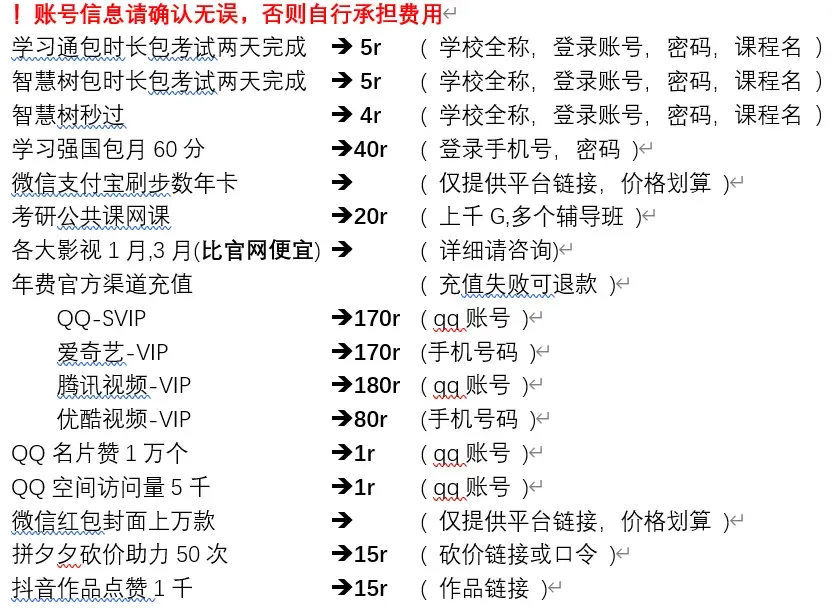 ！账号信息请确认无误，否则自行承担费用
学习通包时长包考试两天完成 ➔ 5r ( 学校全称，登录账号，密码，课程名 )
智慧树包时长包考试两天完成 ➔ 5r ( 学校全称，登录账号，密码，课程名 )
智慧树秒过 ➔ 4r ( 学校全称，登录账号，密码，课程名 )
学习强国包月 60 分 ➔40r ( 登录手机号，密码 )
微信支付宝刷步数年卡 ➔ ( 仅提供平台链接，价格划算 )
考研公共课网课 ➔20r ( 上千 G,多个辅导班 )
各大影视 1 月,3 月(比官网便宜) ➔ ( 详细请咨询)
年费官方渠道充值 ( 充值失败可退款 )
QQ-SVIP ➔170r ( qq 账号 )
爱奇艺-VIP ➔170r (手机号码 )
腾讯视频-VIP ➔180r ( qq 账号 )
优酷视频-VIP ➔80r (手机号码 )
QQ 名片赞 1 万个 ➔1r ( qq 账号 )
QQ 空间访问量 5 千 ➔1r ( qq 账号 )
微信红包封面上万款 ➔ ( 仅提供平台链接，价格划算 )
拼夕夕砍价助力 50 次 ➔15r ( 砍价链接或口令 )
抖音作品点赞 1 千 ➔15r ( 作品链接 )